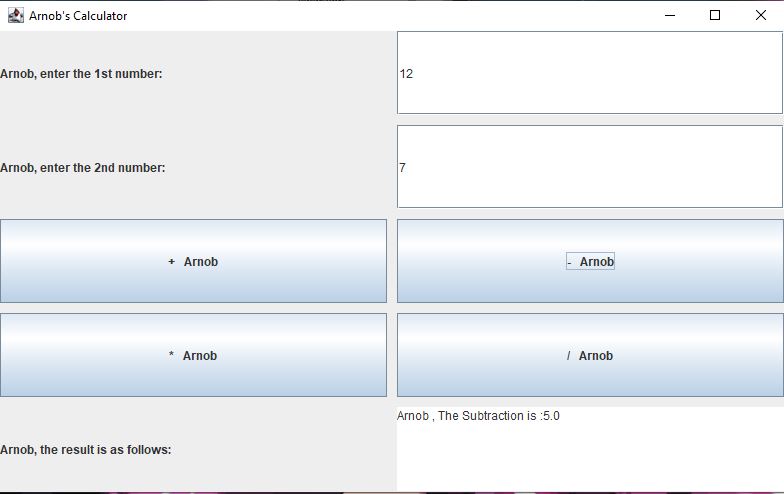 Arnob's Calculator
Arnob, enter the 1st number:
12
Arnob, enter the 2nd number:
7
+ Arnob
- Arnob
* Arnob
/ Arnob
Arnob, the result is as follows:
Arnob , The Subtraction is :5.0